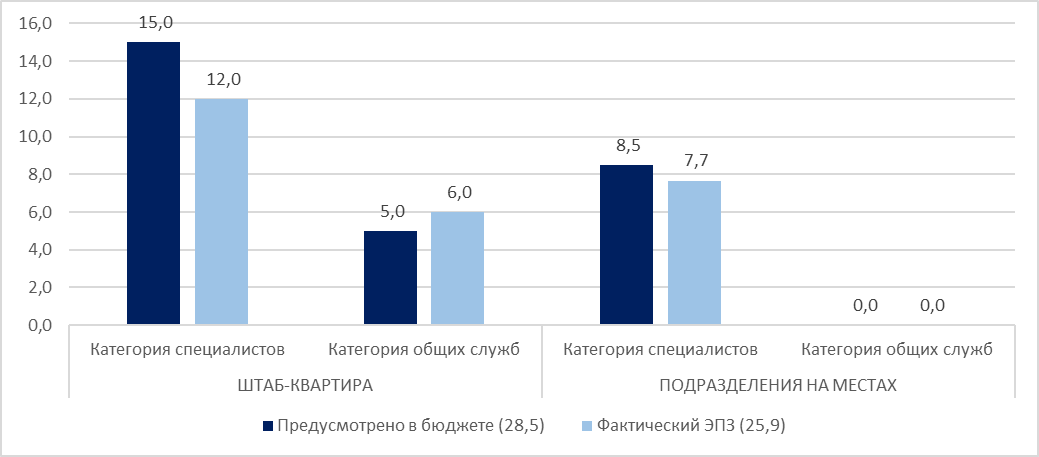 16,0
14,0
12,0
10,0
8,0
6,0
4,0
2,0
0,0
15,0
12,0
5,0
6,0
8,5
7,7
0,0
0,0
Категория специалистов
Категория общих служб
Категория специалистов
Категория общих служб
ШТАБ-КВАРТИРА
ПОДРАЗДЕЛЕНИЯ НА МЕСТАХ
Предусмотрено в бюджете (28,5)
Фактический ЭПЗ (25,9)